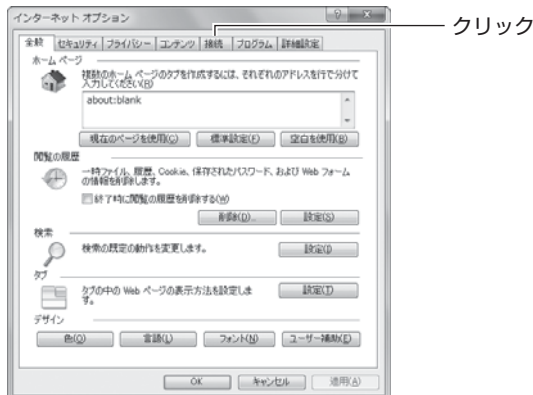 インターネット オプション
クリック
全般 セキュリティ プライバシー コンテンツ 接続 プログラム 詳細設定
ホーム ページ
複数のホーム ページのタブを作成するには、それぞれのアドレスを行で分けて
入力してください(R)
about:blank
現在のページを使用(C) 標準設定(F) 空白を使用(B)
閲覧の履歴
一時ファイル、履歴、Cookie、保存されたパスワード、および Web フォーム
の情報を削除します。
終了時に閲覧の履歴を削除する(W)
削除(D)... 設定(S)
検索
検索の既定の動作を変更します。 設定(I)
タブ
タブの中の Web ページの表示方法を設定しま
す。
設定(T)
デザイン
色(O) 言語(L) フォント(N) ユーザー補助(E)
OK キャンセル 適用(A)